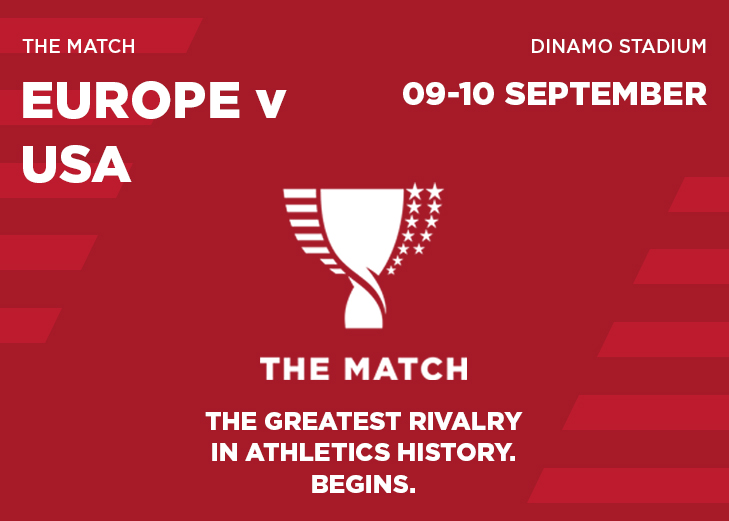 THE MATCH
EUROPE v
USA
DINAMO STADIUM
09-10 SEPTEMBER
THE MATCH
THE GREATEST RIVALRY
IN ATHLETICS HISTORY.
BEGINS.